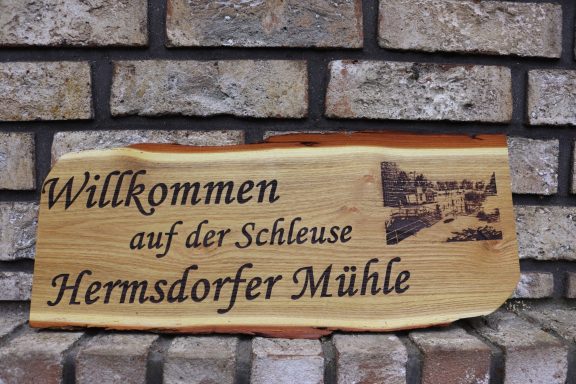 Willkommen
auf der Schleuse
Hermsdorfer Mühle